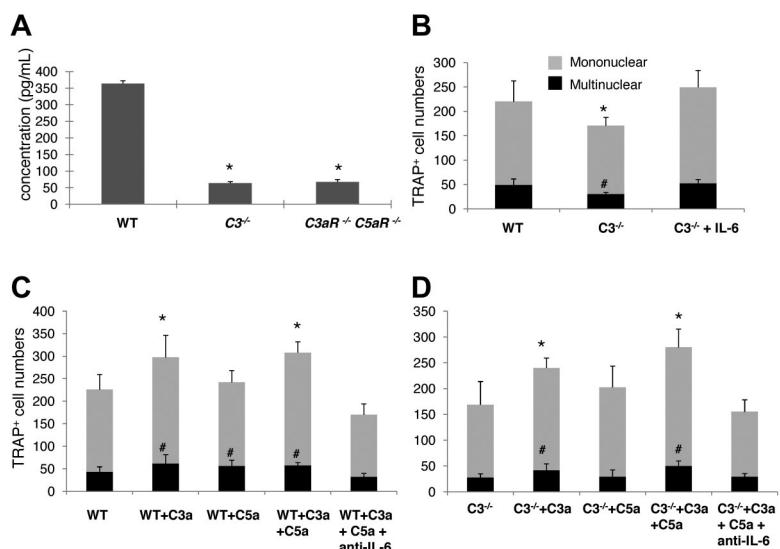 A
concentration (pg/mL)
400
350
300
250
200
150
100
50
0
*
*
WT
C3-/-
C3aR -/- C5aR -/-
B
Mononuclear
Multinuclear
TRAP+ cell numbers
300
250
200
150
100
50
0
*
#
WT
C3-/-
C3-/- + IL-6
C
TRAP+ cell numbers
400
350
300
250
200
150
100
50
0
*
*
#
#
#
WT
WT+C3a
WT+C5a
WT+C3a
+C5a
WT+C3a
+ C5a +
anti-IL-6
D
350
300
250
200
150
100
50
0
*
*
#
#
C3-/-
C3-/-+C3a
C3-/-+C5a
C3-/-+C3a
+C5a
C3-/-+C3a
+ C5a +
anti-IL-6